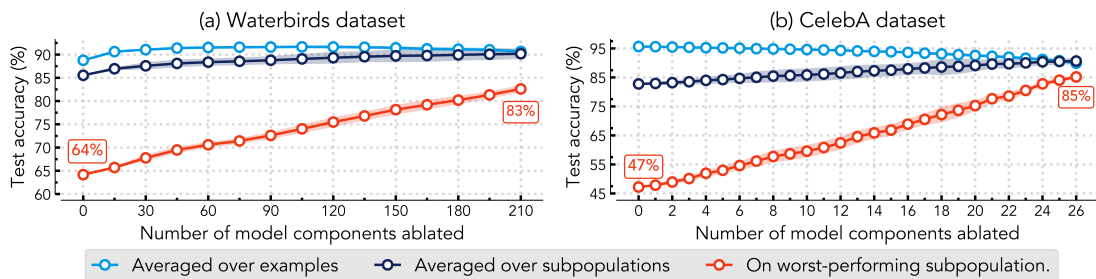 (a) Waterbirds dataset
Test accuracy (%)
90
85
80
75
70
65
60
64%
83%
0 30 60 90 120 150 180 210
Number of model components ablated
(b) CelebA dataset
Test accuracy (%)
95
85
75
65
55
45
47%
85%
0 2 4 6 8 10 12 14 16 18 20 22 24 26
Number of model components ablated
Averaged over examples Averaged over subpopulations On worst-performing subpopulation.